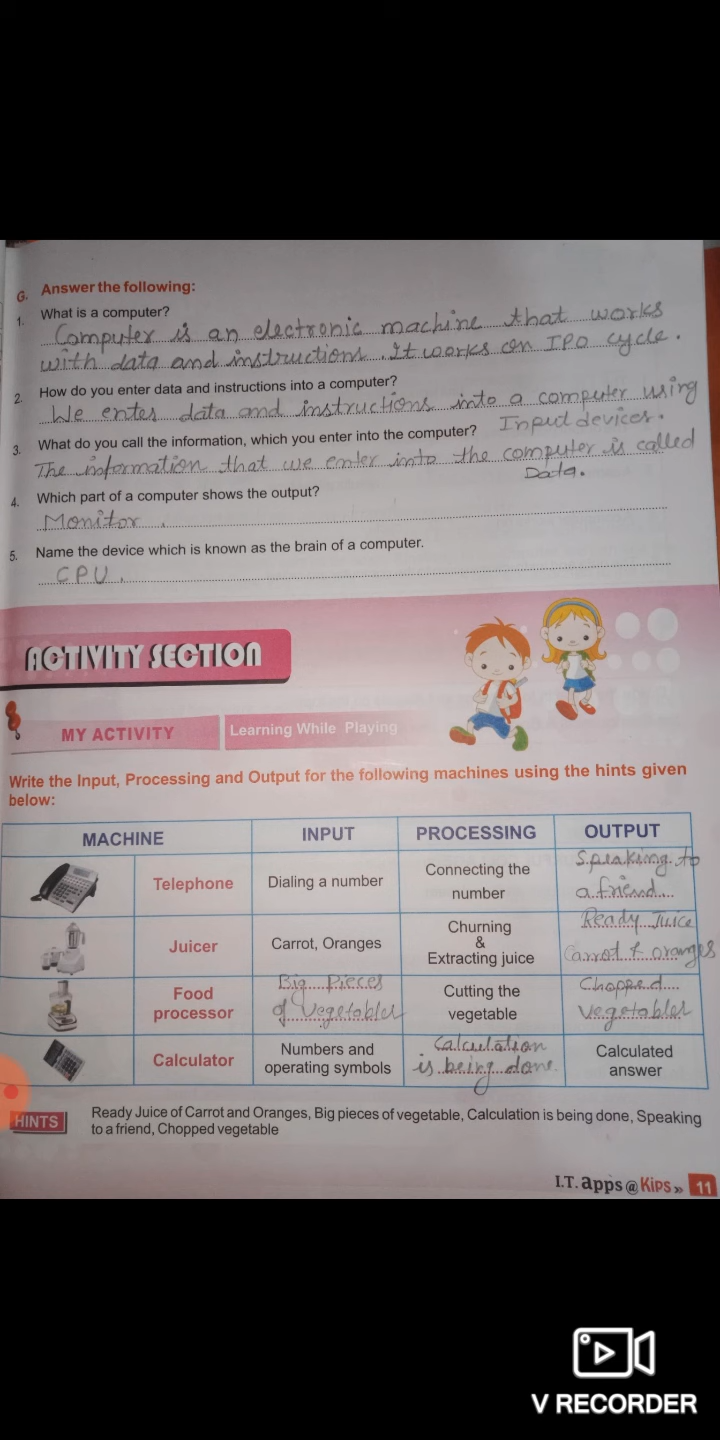 G. Answer the following:
1. What is a computer?
Computer is an electronic machine that works
with data and instructions. It works on IPO cycle.
2. How do you enter data and instructions into a computer?
We enter data and instructions into a computer using
Input devices.
3. What do you call the information, which you enter into the computer?
The information that we enter into the computer is called
Data.
4. Which part of a computer shows the output?
Monitor.
5. Name the device which is known as the brain of a computer.
CPU.
ACTIVITY SECTION
MY ACTIVITY Learning While Playing
Write the Input, Processing and Output for the following machines using the hints given
below:
MACHINE INPUT PROCESSING OUTPUT
Telephone Dialing a number Connecting the number Speaking to a friend
Juicer Carrot, Oranges Churning & Extracting juice Ready Juice Carrot & oranges
Food processor Big Pieces of Vegetables Cutting the vegetable Chopped Vegetables
Calculator Numbers and operating symbols Calculation is being done. Calculated answer
HINTS Ready Juice of Carrot and Oranges, Big pieces of vegetable, Calculation is being done, Speaking
to a friend, Chopped vegetable
I.T. apps @ Kips » 11
V RECORDER